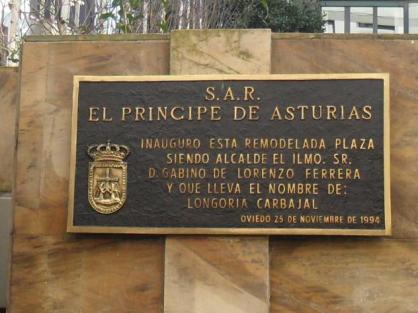 S.A.R.
EL PRINCIPE DE ASTURIAS
INAUGURO ESTA REMODELADA PLAZA
SIENDO ALCALDE EL ILMO. SR.
D. GABINO DE LORENZO FERRERA
Y QUE LLEVA EL NOMBRE DE:
LONGORIA CARBAJAL
OVIEDO 25 DE NOVIEMBRE DE 1994